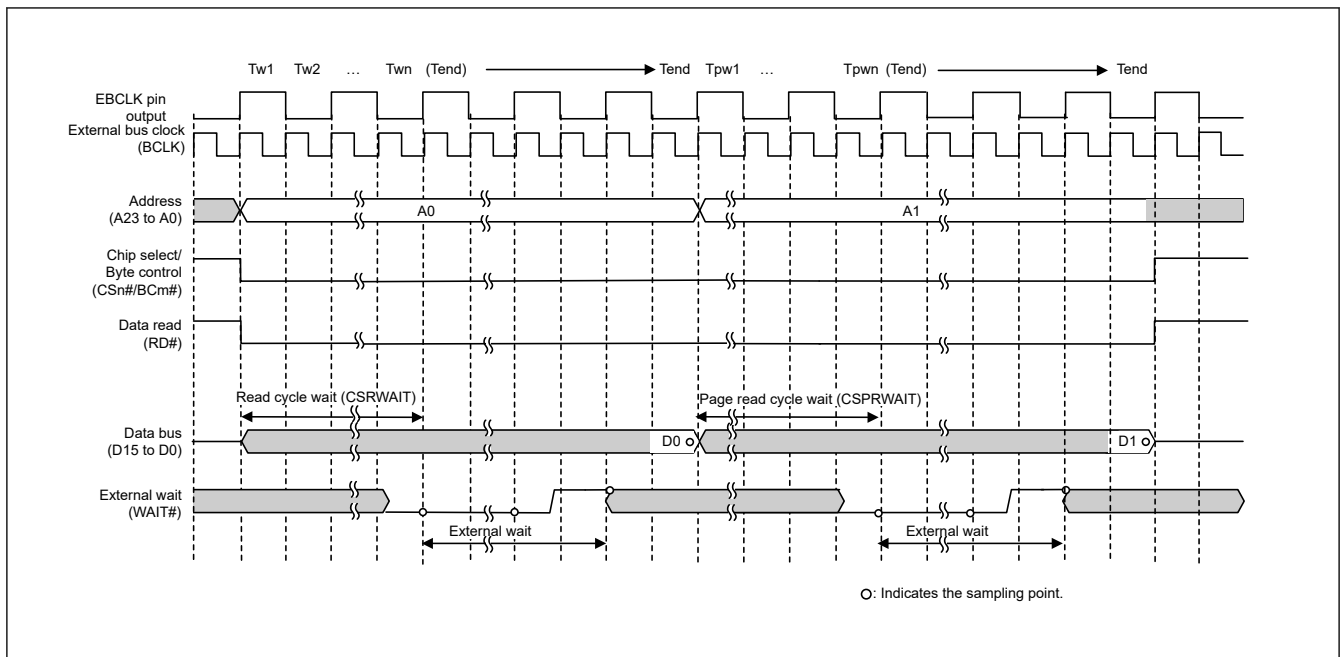 Tw1 Tw2 … Twn (Tend) Tend Tpw1 … Tpwn (Tend) Tend
EBCLK pin
output
External bus clock
(BCLK)
Address
(A23 to A0)
A0 A1
Chip select/
Byte control
(CSn#/BCm#)
Data read
(RD#)
Read cycle wait (CSRWAIT) Page read cycle wait (CSPRWAIT)
Data bus
(D15 to D0)
D0 D1
External wait
(WAIT#)
External wait External wait
: Indicates the sampling point.